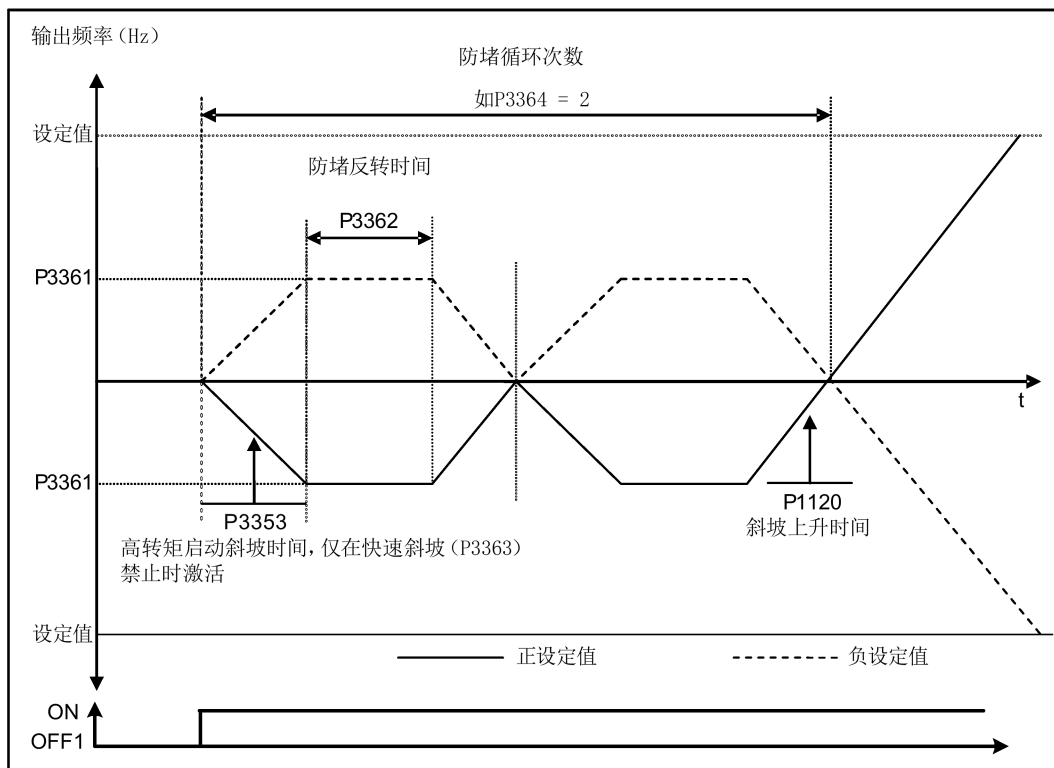 输出频率(Hz)
防堵循环次数
如P3364 = 2
设定值
防堵反转时间
P3362
P3361
t
P3361
P3353
P1120
斜坡上升时间
高转矩启动斜坡时间,仅在快速斜坡(P3363)
禁止时激活
设定值
正设定值
负设定值
ON
OFF1